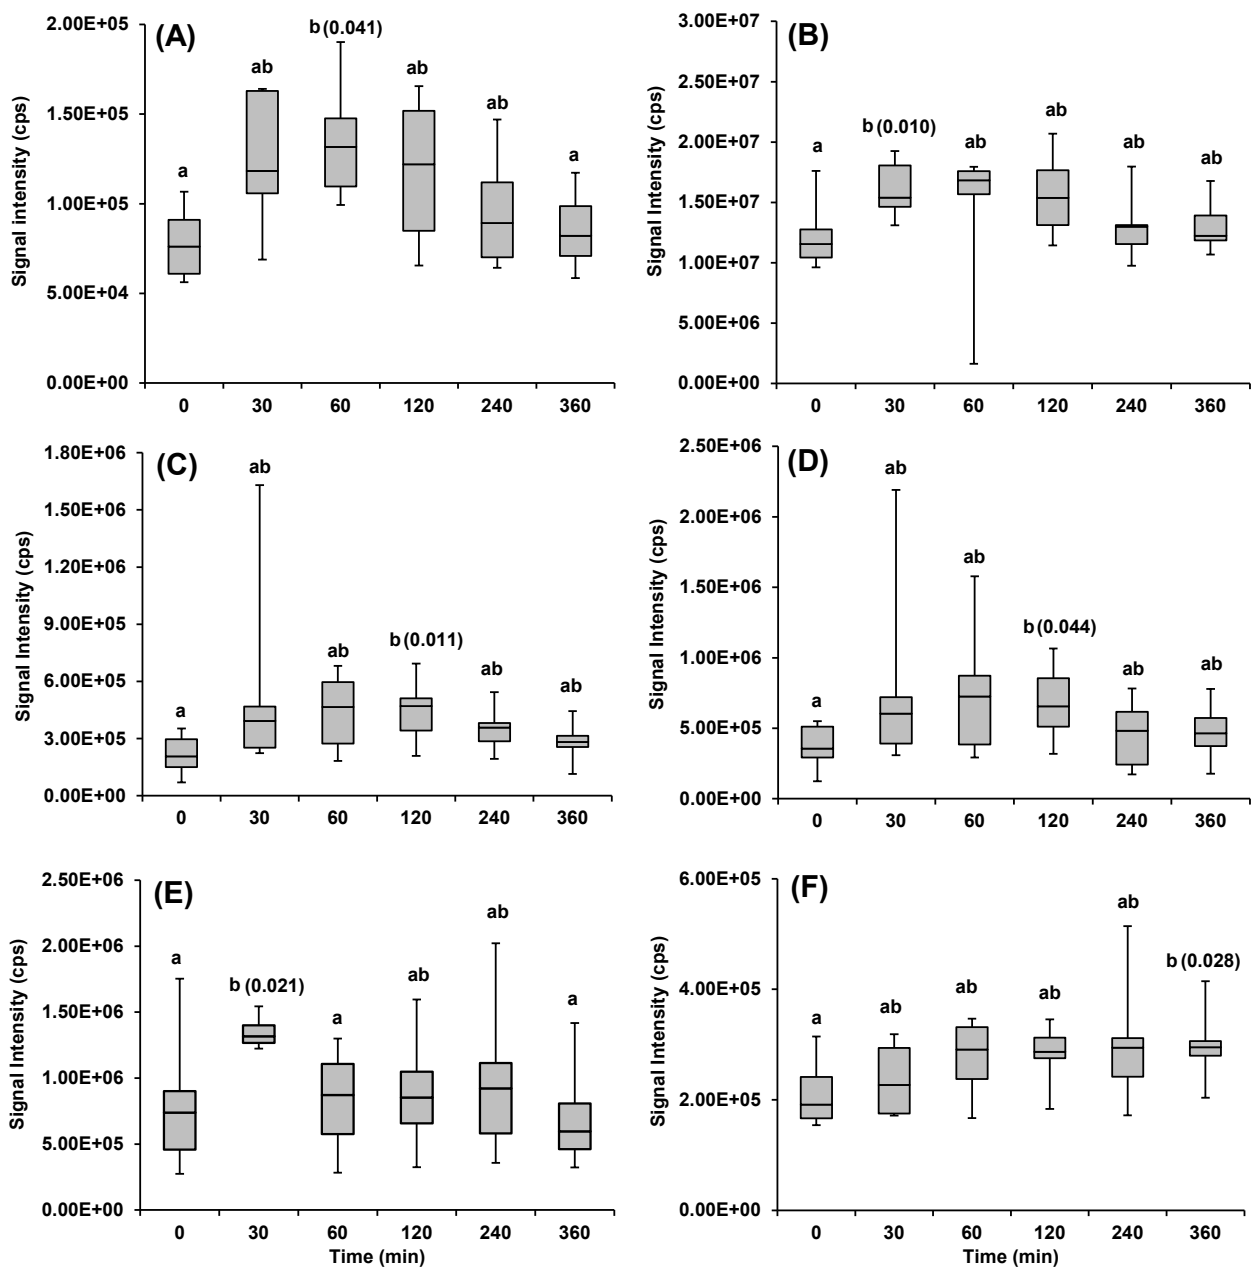 (A)
Signal intensity (cps)
2.00E+05
1.50E+05
1.00E+05
5.00E+04
0.00E+00
a
ab
b (0.041)
ab
ab
a
0 30 60 120 240 360
(B)
Signal Intensity (cps)
3.00E+07
2.50E+07
2.00E+07
1.50E+07
1.00E+07
5.00E+06
0.00E+00
a
b (0.010)
ab
ab
ab
ab
0 30 60 120 240 360
(C)
Signal Intensity (cps)
1.80E+06
1.50E+06
1.20E+06
9.00E+05
6.00E+05
3.00E+05
0.00E+00
a
ab
ab
b (0.011)
ab
ab
0 30 60 120 240 360
(D)
Signal Intensity (cps)
2.50E+06
2.00E+06
1.50E+06
1.00E+06
5.00E+05
0.00E+00
a
ab
ab
b (0.044)
ab
ab
0 30 60 120 240 360
(E)
Signal Intensity (cps)
2.50E+06
2.00E+06
1.50E+06
1.00E+06
5.00E+05
0.00E+00
a
b (0.021)
a
ab
ab
a
0 30 60 120 240 360
Time (min)
(F)
Signal Intensity (cps)
6.00E+05
4.00E+05
2.00E+05
0.00E+00
a
ab
ab
ab
ab
b (0.028)
0 30 60 120 240 360
Time (min)